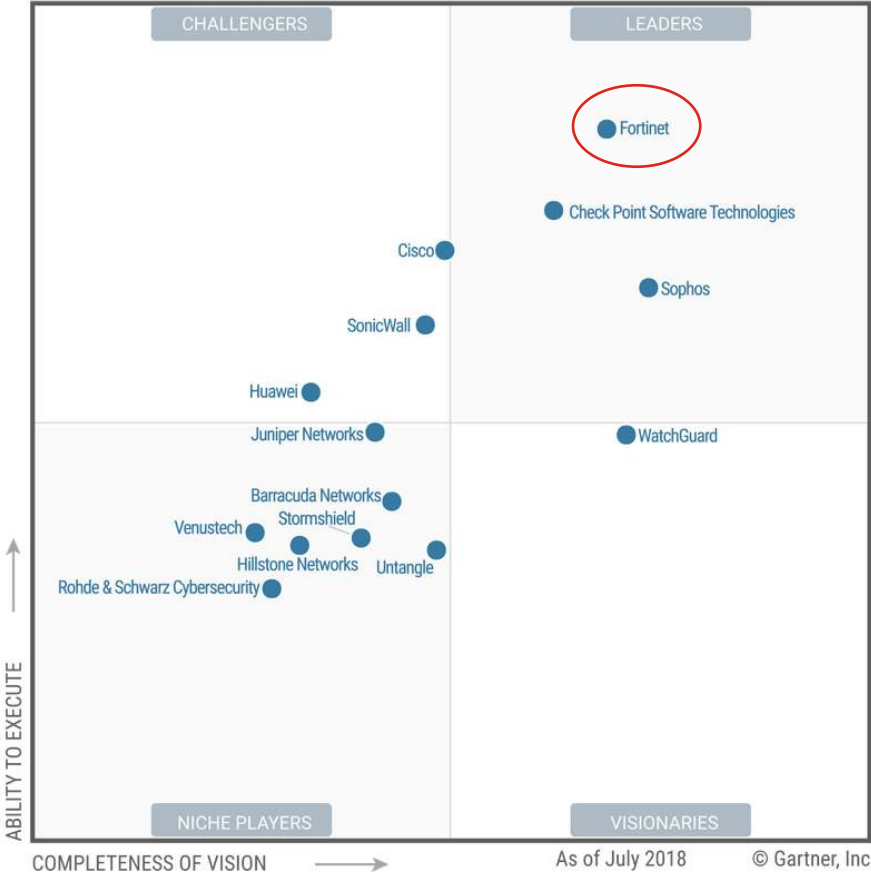 CHALLENGERS
LEADERS
Fortinet
Check Point Software Technologies
Cisco
Sophos
SonicWall
Huawei
Juniper Networks
WatchGuard
Barracuda Networks
Stormshield
Venustech
Hillstone Networks
Untangle
Rohde & Schwarz Cybersecurity
ABILITY TO EXECUTE
NICHE PLAYERS
VISIONARIES
COMPLETENESS OF VISION
As of July 2018
© Gartner, Inc